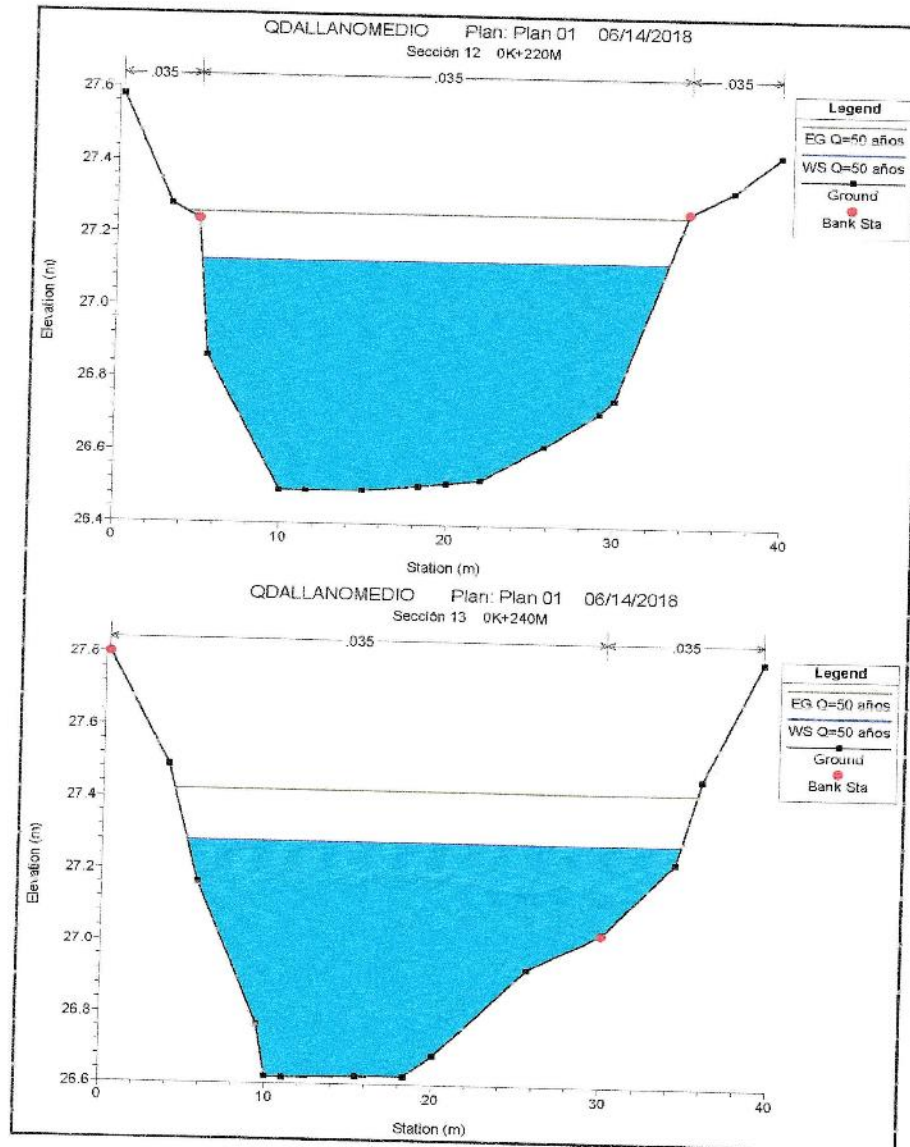 QDALLANOMEDIO Plan: Plan 01 06/14/2018
Sección 12 0K+220M
.035 .035 .035
27.6
27.4
27.2
27.0
26.8
26.6
26.4
Elevation (m)
0 10 20 30 40
Station (m)
Legend
EG Q=50 años
WS Q=50 años
Ground
Bank Sta
QDALLANOMEDIO Plan: Plan 01 06/14/2018
Sección 13 0K+240M
.035 .035
27.8
27.6
27.4
27.2
27.0
26.8
26.6
Elevation (m)
0 10 20 30 40
Station (m)
Legend
EG Q=50 años
WS Q=50 años
Ground
Bank Sta